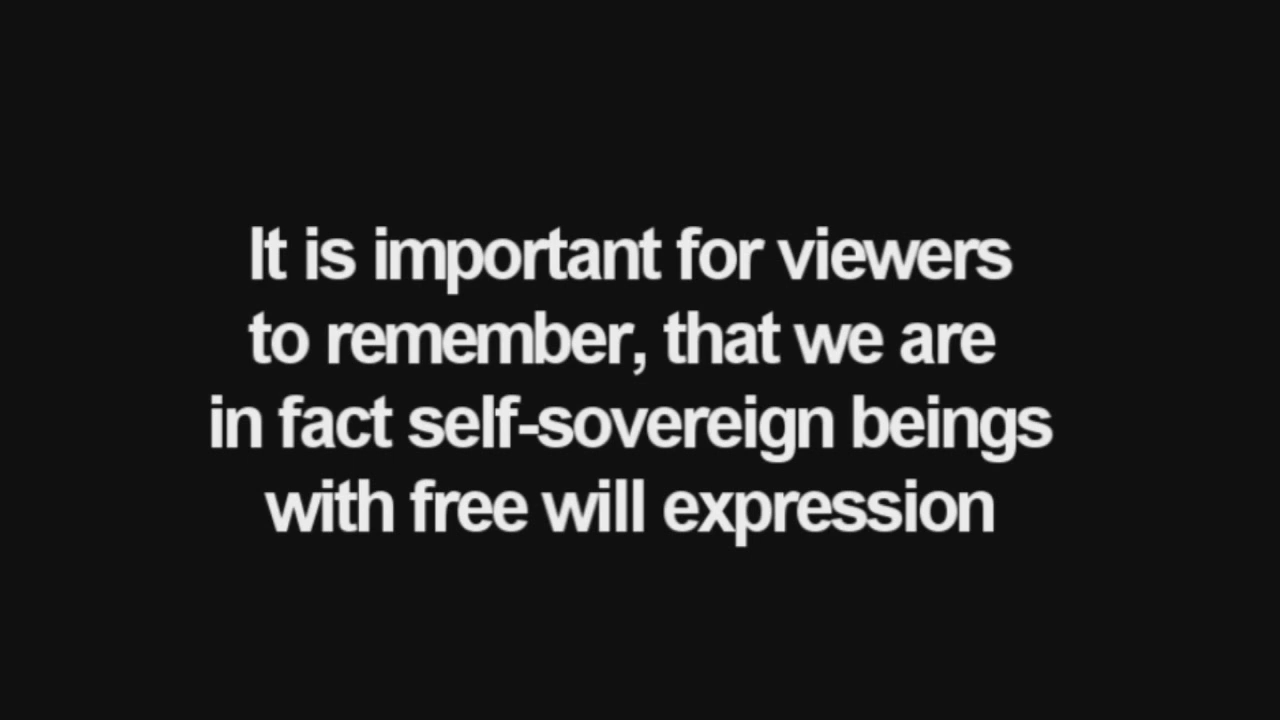 It is important for viewers
to remember, that we are
in fact self-sovereign beings
with free will expression